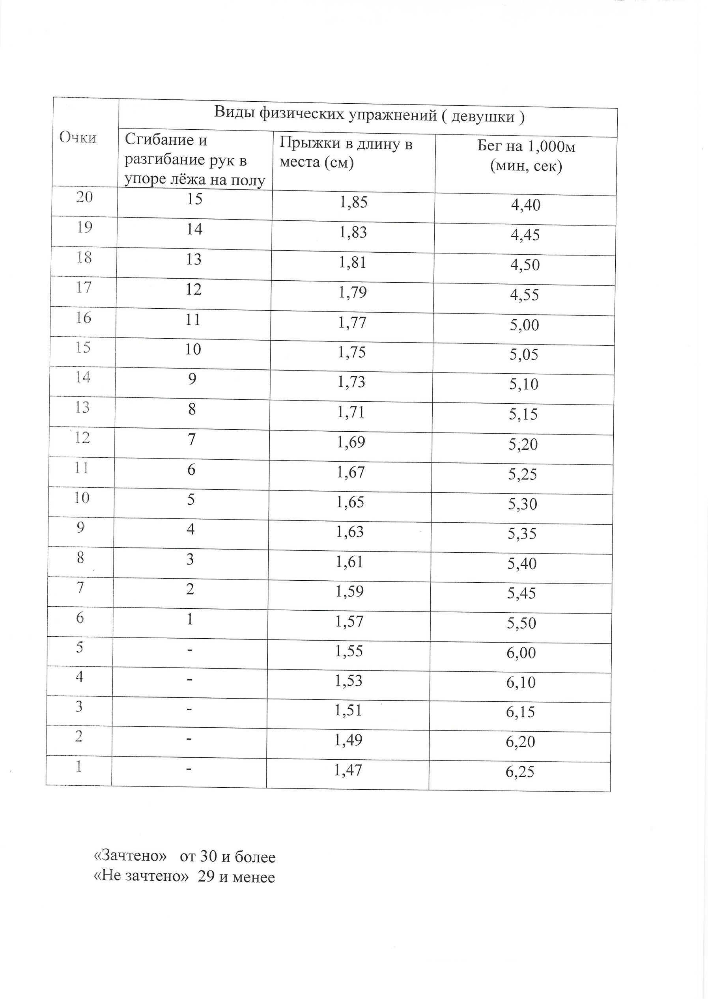 Виды физических упражнений ( девушки )
Очки
Сгибание и
разгибание рук в
упоре лёжа на полу
Прыжки в длину в
места (см)
Бег на 1,000м
(мин, сек)
20 15 1,85 4,40
19 14 1,83 4,45
18 13 1,81 4,50
17 12 1,79 4,55
16 11 1,77 5,00
15 10 1,75 5,05
14 9 1,73 5,10
13 8 1,71 5,15
12 7 1,69 5,20
11 6 1,67 5,25
10 5 1,65 5,30
9 4 1,63 5,35
8 3 1,61 5,40
7 2 1,59 5,45
6 1 1,57 5,50
5 - 1,55 6,00
4 - 1,53 6,10
3 - 1,51 6,15
2 - 1,49 6,20
1 - 1,47 6,25
«Зачтено» от 30 и более
«Не зачтено» 29 и менее